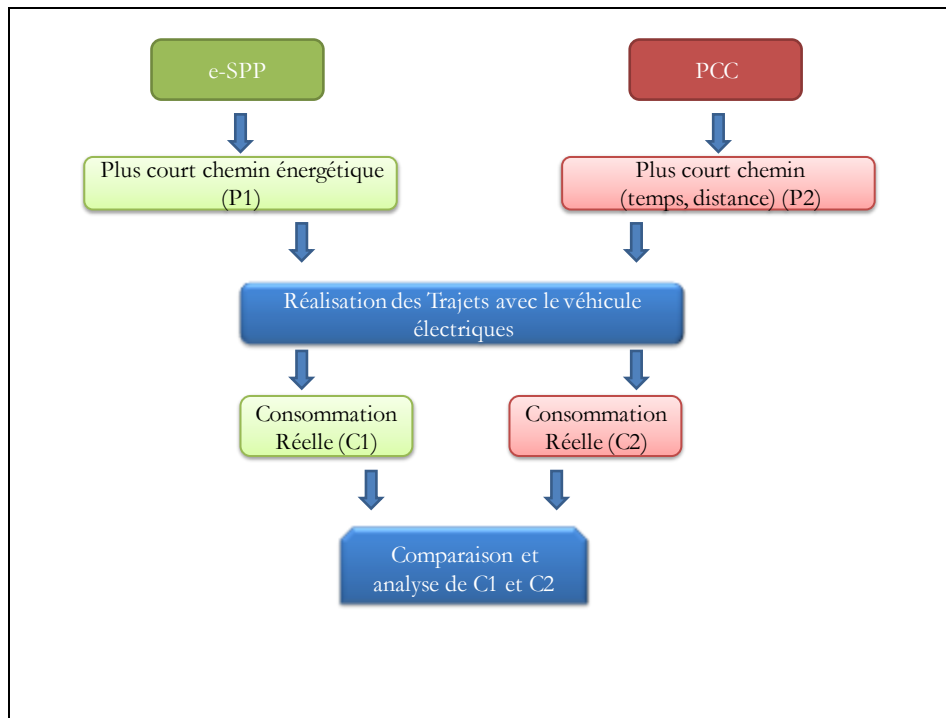 e-SPP
PCC
Plus court chemin énergétique
(P1)
Plus court chemin
(temps, distance) (P2)
Réalisation des Trajets avec le véhicule
électriques
Consommation
Réelle (C1)
Consommation
Réelle (C2)
Comparaison et
analyse de C1 et C2